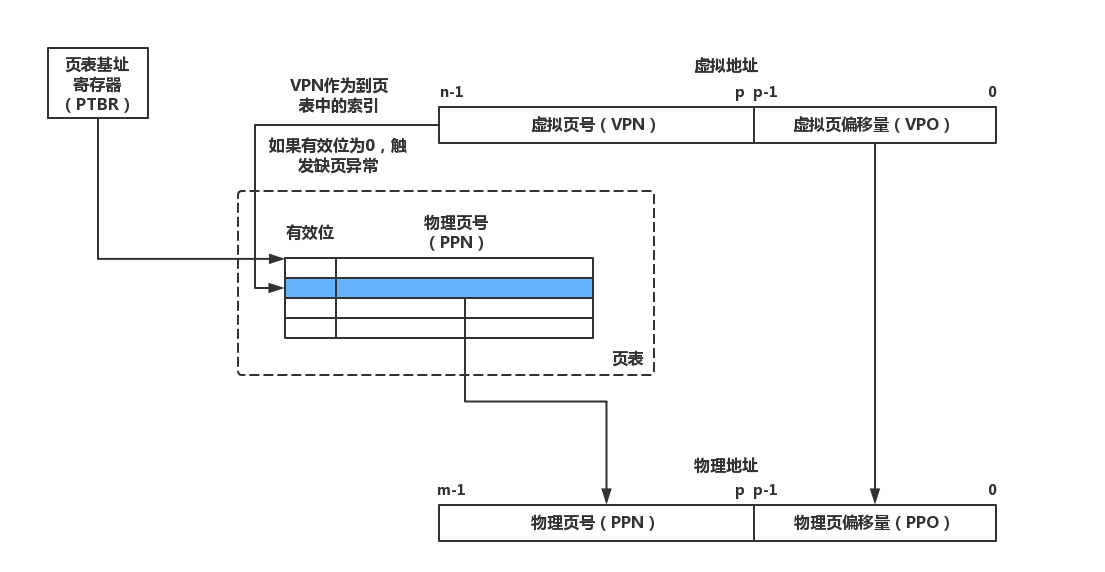 页表基址
寄存器
（PTBR）
VPN作为到页
表中的索引
如果有效位为0，触
发缺页异常
虚拟地址
n-1 p p-1 0
虚拟页号（VPN） 虚拟页偏移量（VPO）
有效位
物理页号
（PPN）
页表
物理地址
m-1 p p-1 0
物理页号（PPN） 物理页偏移量（PPO）